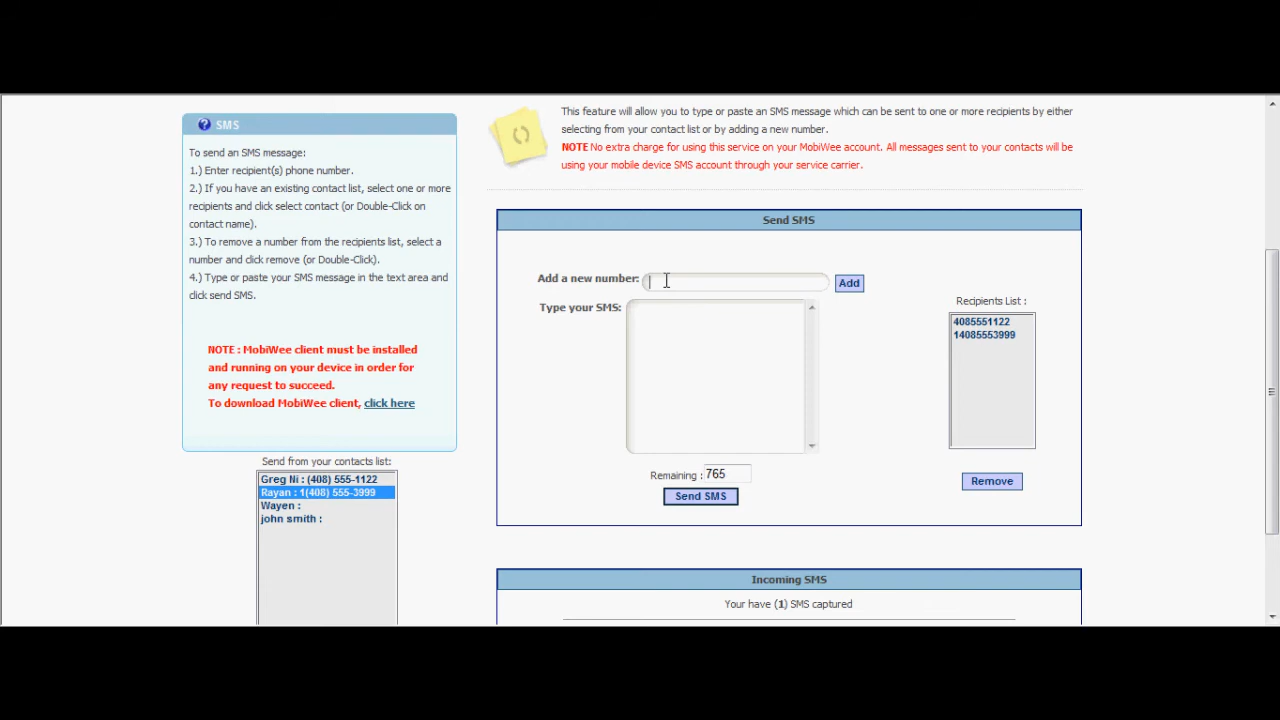 This feature will allow you to type or paste an SMS message which can be sent to one or more recipients by either
selecting from your contact list or by adding a new number.
NOTE No extra charge for using this service on your MobiWee account. All messages sent to your contacts will be
using your mobile device SMS account through your service carrier.
SMS
To send an SMS message:
1.) Enter recipient(s) phone number.
2.) If you have an existing contact list, select one or more
recipients and click select contact (or Double-Click on
contact name).
3.) To remove a number from the recipients list, select a
number and click remove (or Double-Click).
4.) Type or paste your SMS message in the text area and
click send SMS.
NOTE : MobiWee client must be installed
and running on your device in order for
any request to succeed.
To download MobiWee client, click here
Send from your contacts list:
Greg Ni : (408) 555-1122
Rayan : 1(408) 555-3999
Wayen :
john smith :
Send SMS
Add a new number:
Add
Type your SMS:
Recipients List :
4085551122
14085553999
Remaining : 765
Send SMS
Remove
Incoming SMS
Your have (1) SMS captured